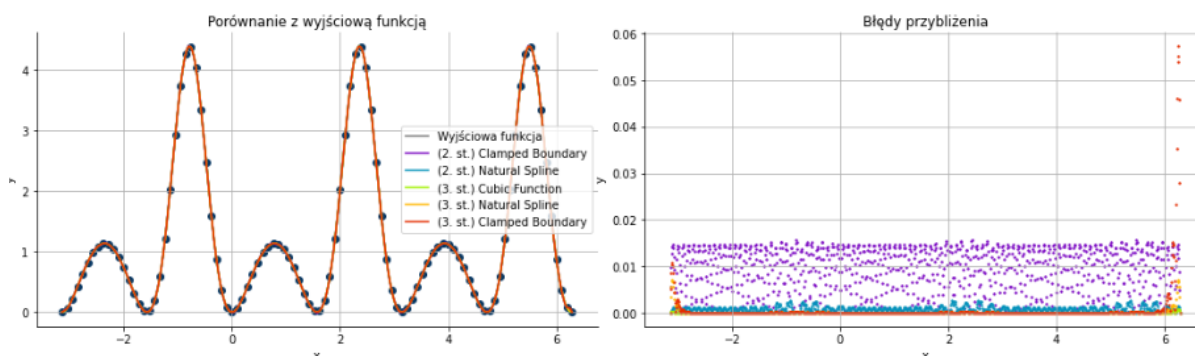 Porównanie z wyjściową funkcją
4
3
2
1
0
y
−2
0
2
4
6
x
Wyjściowa funkcja
(2. st.) Clamped Boundary
(2. st.) Natural Spline
(3. st.) Cubic Function
(3. st.) Natural Spline
(3. st.) Clamped Boundary
Błędy przybliżenia
0.06
0.05
0.04
0.03
0.02
0.01
0.00
y
−2
0
2
4
6
x